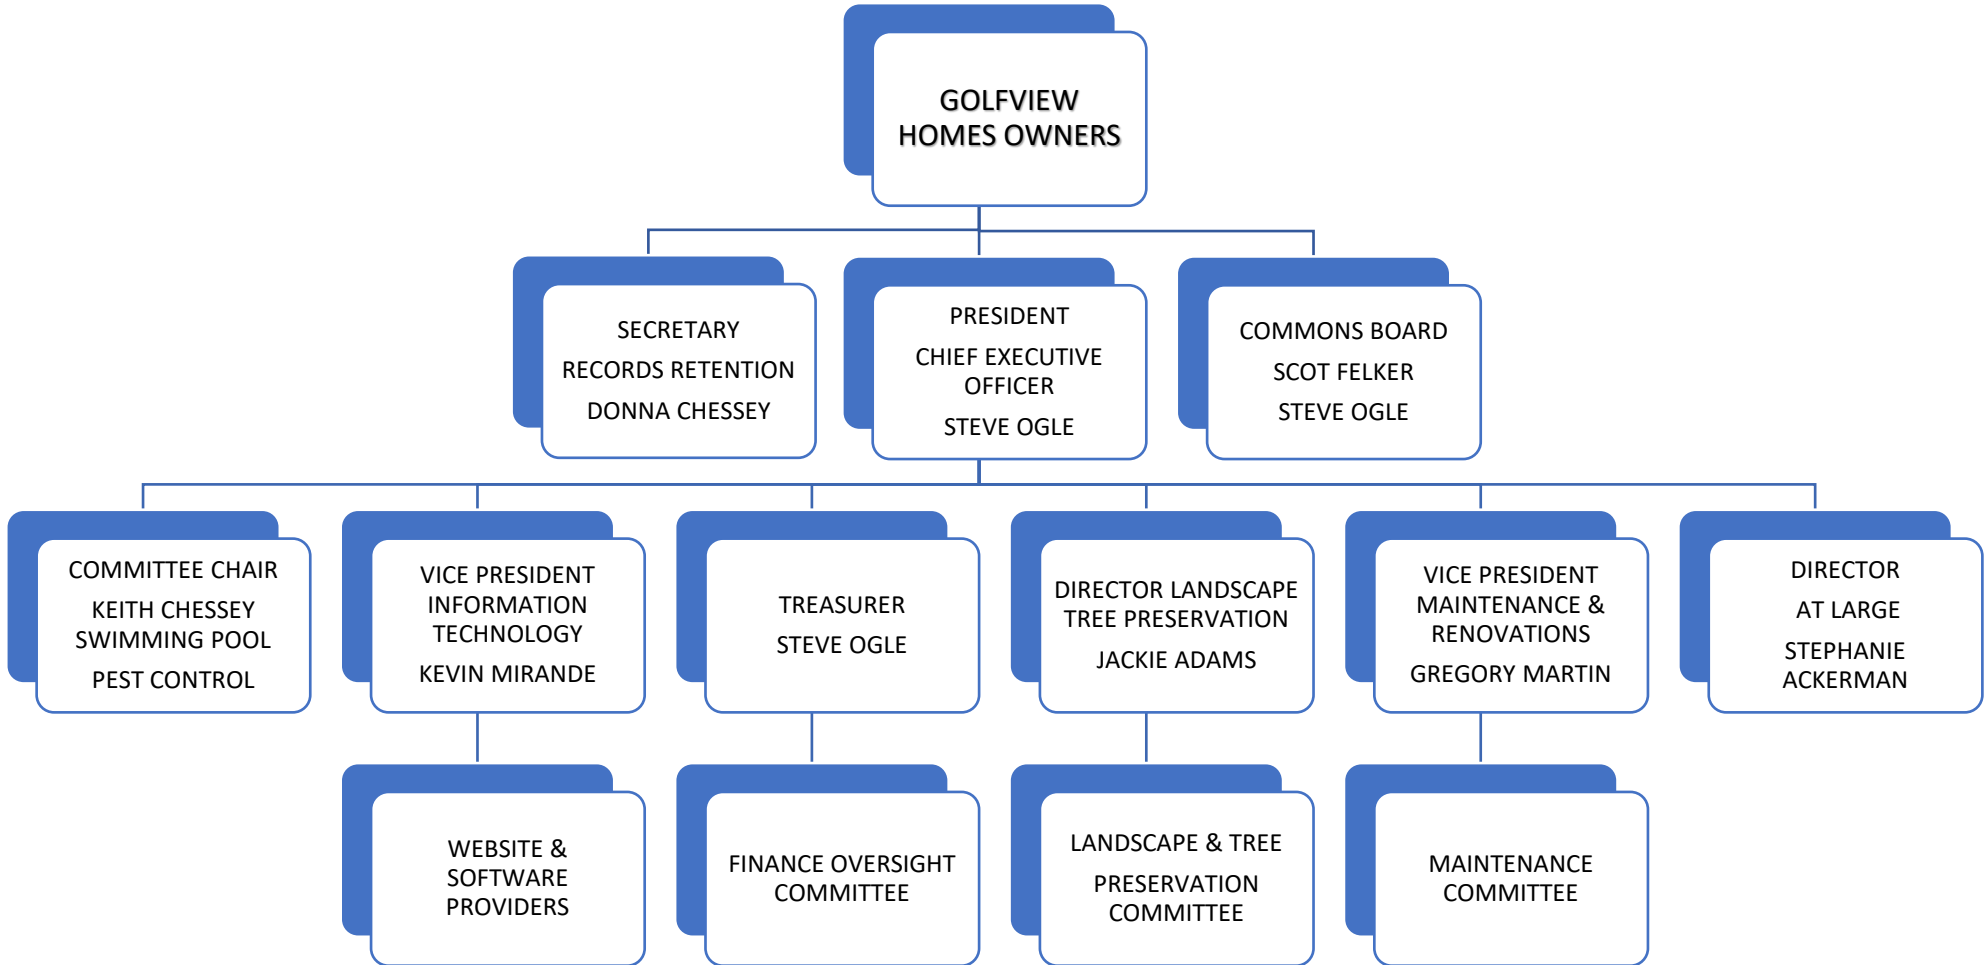 GOLFVIEW
HOMES OWNERS
SECRETARY
RECORDS RETENTION
DONNA CHESSEY
PRESIDENT
CHIEF EXECUTIVE
OFFICER
STEVE OGLE
COMMONS BOARD
SCOT FELKER
STEVE OGLE
COMMITTEE CHAIR
KEITH CHESSEY
SWIMMING POOL
PEST CONTROL
VICE PRESIDENT
INFORMATION
TECHNOLOGY
KEVIN MIRANDE
TREASURER
STEVE OGLE
DIRECTOR LANDSCAPE
TREE PRESERVATION
JACKIE ADAMS
VICE PRESIDENT
MAINTENANCE &
RENOVATIONS
GREGORY MARTIN
DIRECTOR
AT LARGE
STEPHANIE
ACKERMAN
WEBSITE &
SOFTWARE
PROVIDERS
FINANCE OVERSIGHT
COMMITTEE
LANDSCAPE & TREE
PRESERVATION
COMMITTEE
MAINTENANCE
COMMITTEE